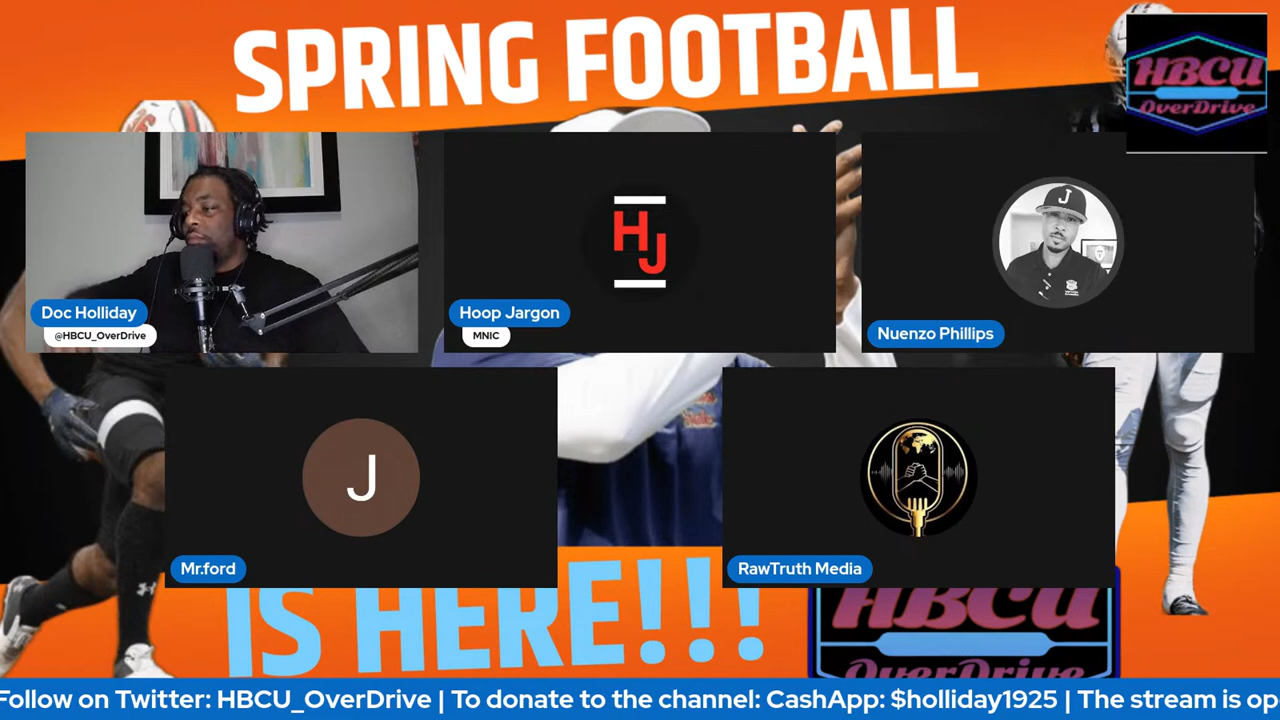 SPRING FOOTBALL
HBCU
OverDrive
J
Doc Holliday
@HBCU_OverDrive
HJ
Hoop Jargon
MNIC
Nuenzo Phillips
J
Mr.ford
RawTruth Media
IS HERE!!!
HBCU
OverDrive
Follow on Twitter: HBCU_OverDrive | To donate to the channel: CashApp: $holliday1925 | The stream is op